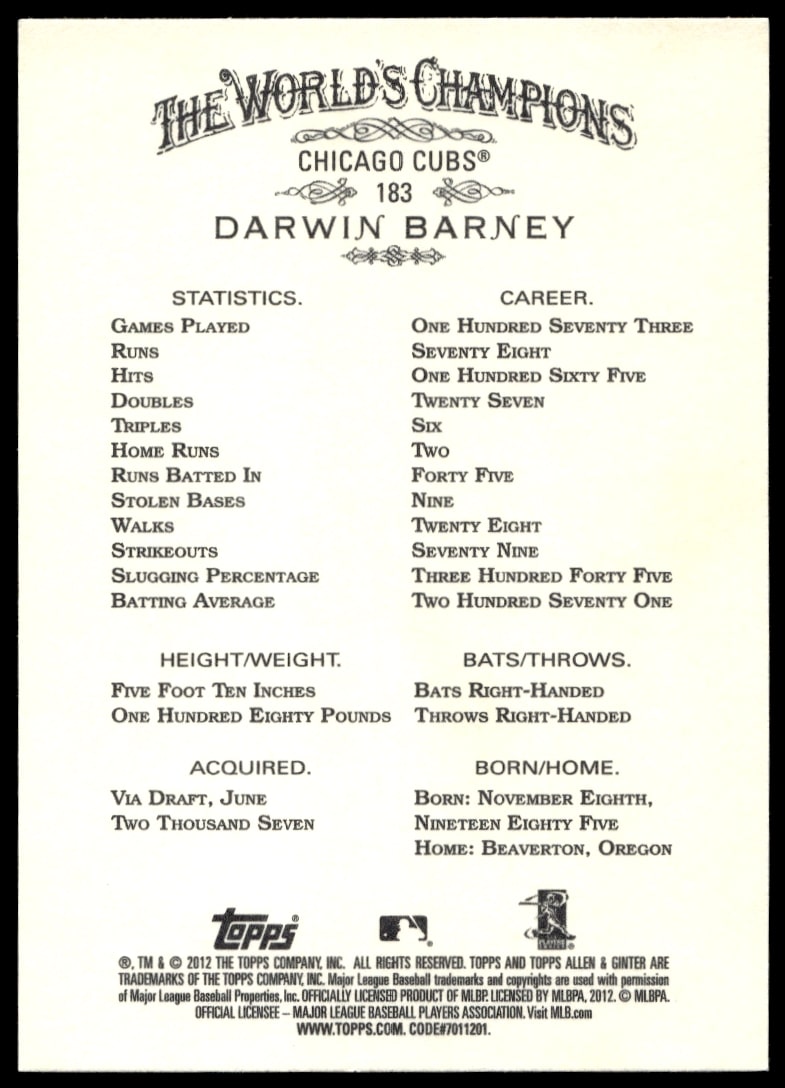 THE WORLD'S CHAMPIONS
CHICAGO CUBS®
183
DARWIN BARNEY
STATISTICS. CAREER.
GAMES PLAYED ONE HUNDRED SEVENTY THREE
RUNS SEVENTY EIGHT
HITS ONE HUNDRED SIXTY FIVE
DOUBLES TWENTY SEVEN
TRIPLES SIX
HOME RUNS TWO
RUNS BATTED IN FORTY FIVE
STOLEN BASES NINE
WALKS TWENTY EIGHT
STRIKEOUTS SEVENTY NINE
SLUGGING PERCENTAGE THREE HUNDRED FORTY FIVE
BATTING AVERAGE TWO HUNDRED SEVENTY ONE
HEIGHT/WEIGHT. BATS/THROWS.
FIVE FOOT TEN INCHES BATS RIGHT-HANDED
ONE HUNDRED EIGHTY POUNDS THROWS RIGHT-HANDED
ACQUIRED. BORN/HOME.
VIA DRAFT, JUNE BORN: NOVEMBER EIGHTH,
TWO THOUSAND SEVEN NINETEEN EIGHTY FIVE
HOME: BEAVERTON, OREGON
Topps®
®, TM & © 2012 THE TOPPS COMPANY, INC. ALL RIGHTS RESERVED. TOPPS AND TOPPS ALLEN & GINTER ARE
TRADEMARKS OF THE TOPPS COMPANY, INC. Major League Baseball trademarks and copyrights are used with permission
of Major League Baseball Properties, Inc. OFFICIALLY LICENSED PRODUCT OF MLBP. LICENSED BY MLBPA, 2012. © MLBPA.
OFFICIAL LICENSEE – MAJOR LEAGUE BASEBALL PLAYERS ASSOCIATION. Visit MLB.com
WWW.TOPPS.COM. CODE#7011201.